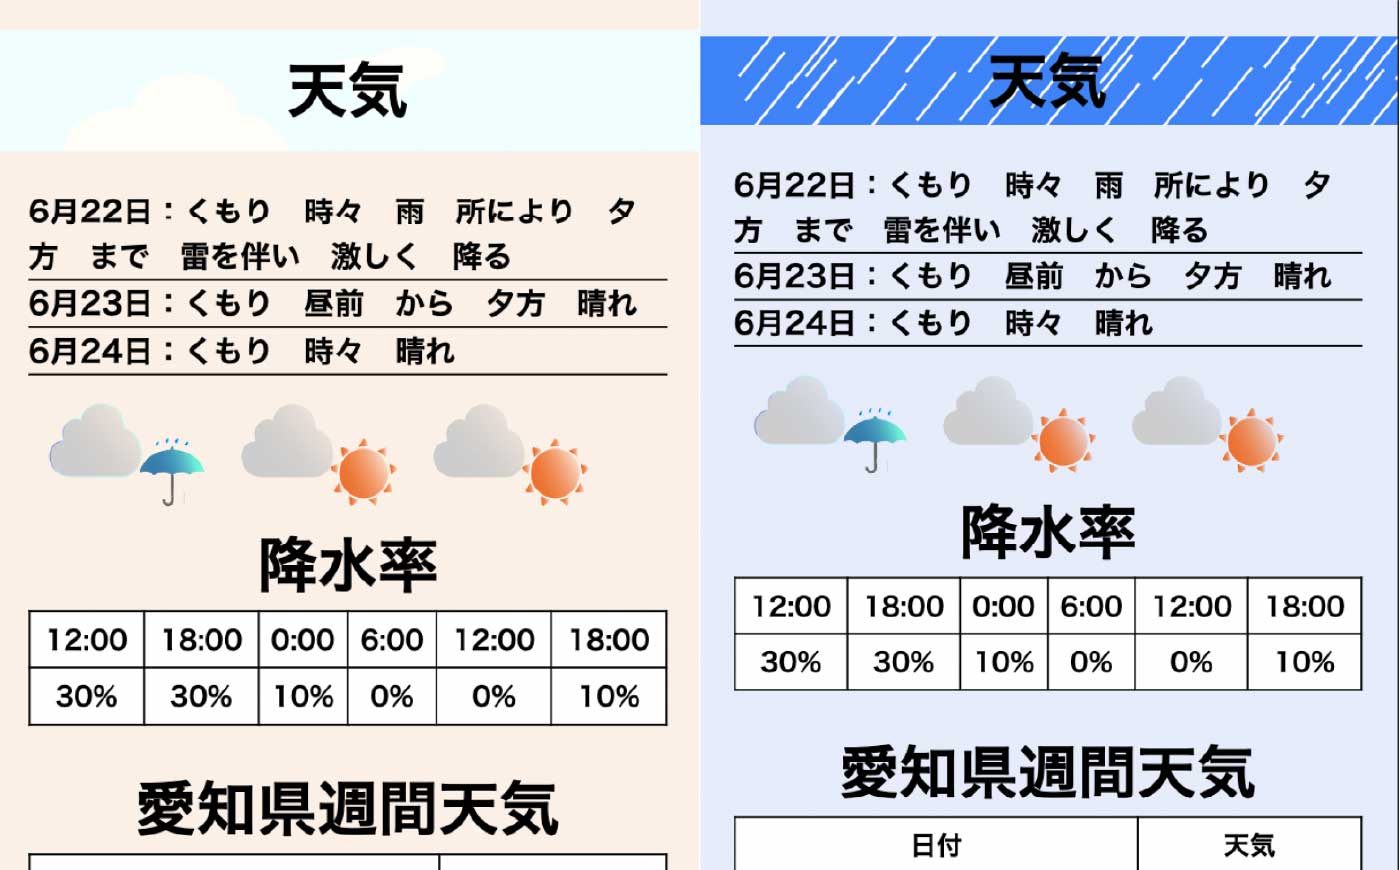 天気
6月22日：くもり　時々　雨　所により　夕
方　まで　雷を伴い　激しく　降る
6月23日：くもり　昼前　から　夕方　晴れ
6月24日：くもり　時々　晴れ
降水率
12:00 18:00 0:00 6:00 12:00 18:00
30% 30% 10% 0% 0% 10%
愛知県週間天気
天気
6月22日：くもり　時々　雨　所により　夕
方　まで　雷を伴い　激しく　降る
6月23日：くもり　昼前　から　夕方　晴れ
6月24日：くもり　時々　晴れ
降水率
12:00 18:00 0:00 6:00 12:00 18:00
30% 30% 10% 0% 0% 10%
愛知県週間天気
日付 天気